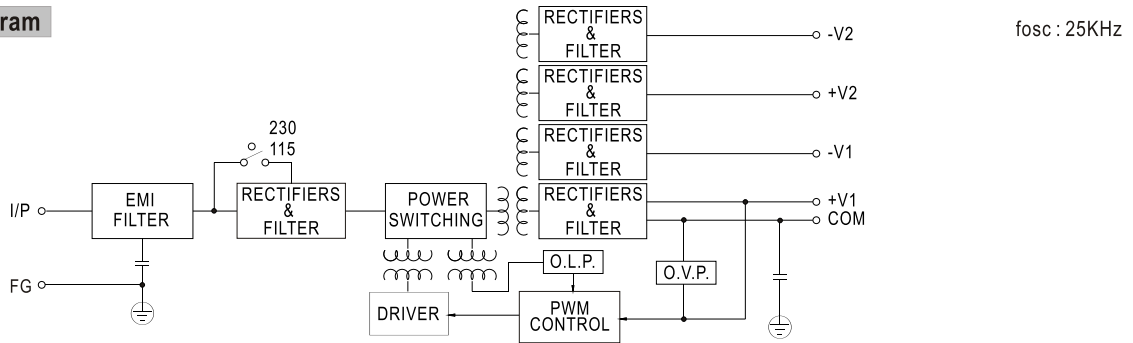 ram
fosc : 25KHz
RECTIFIERS
&
FILTER
-V2
RECTIFIERS
&
FILTER
+V2
RECTIFIERS
&
FILTER
-V1
230
115
I/P
EMI
FILTER
RECTIFIERS
&
FILTER
POWER
SWITCHING
RECTIFIERS
&
FILTER
+V1
COM
O.L.P.
O.V.P.
FG
DRIVER
PWM
CONTROL